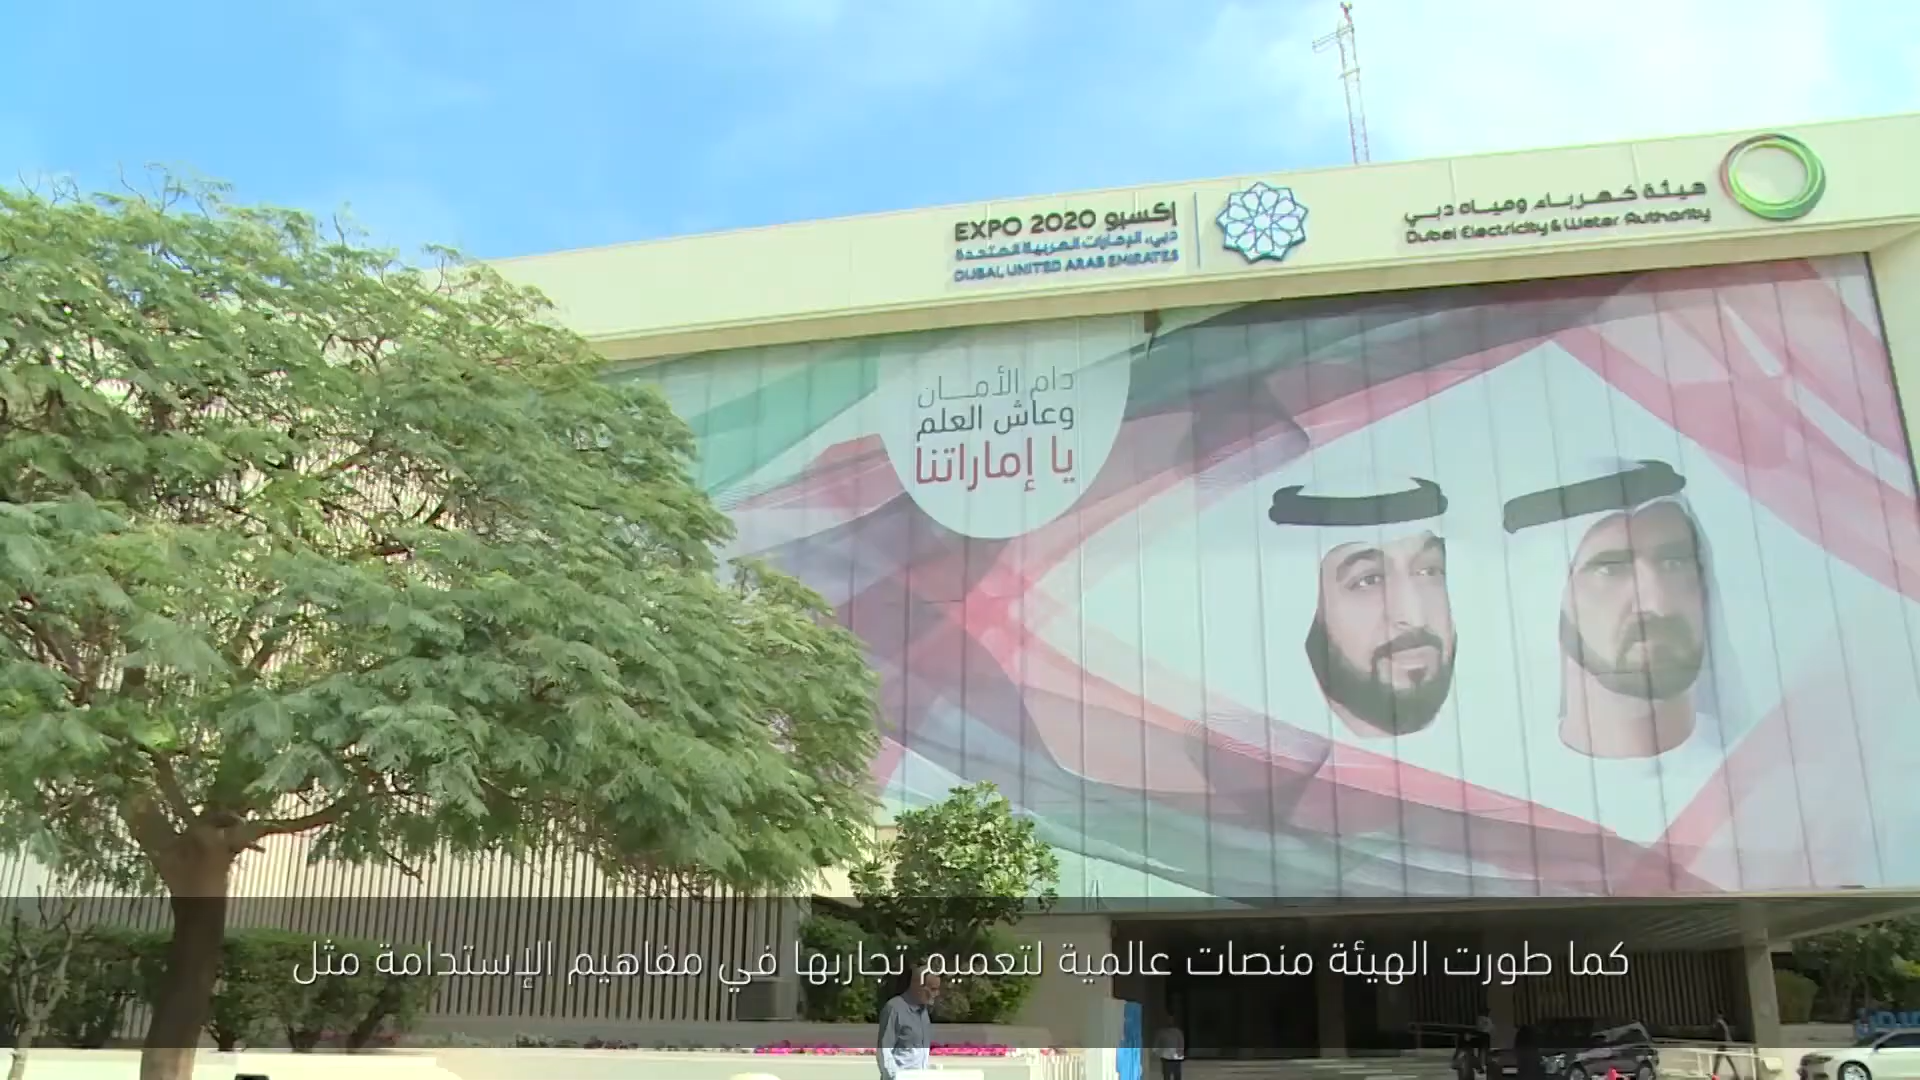 هيئة كهرباء ومياه دبي
Dubai Electricity & Water Authority
إكسبو EXPO 2020
دبي، الإمارات العربية المتحدة
DUBAI, UNITED ARAB EMIRATES
دام الأمــان
وعاش العلم
يا إماراتنا
كما طورت الهيئة منصات عالمية لتعميم تجاربها في مفاهيم الإستدامة مثل